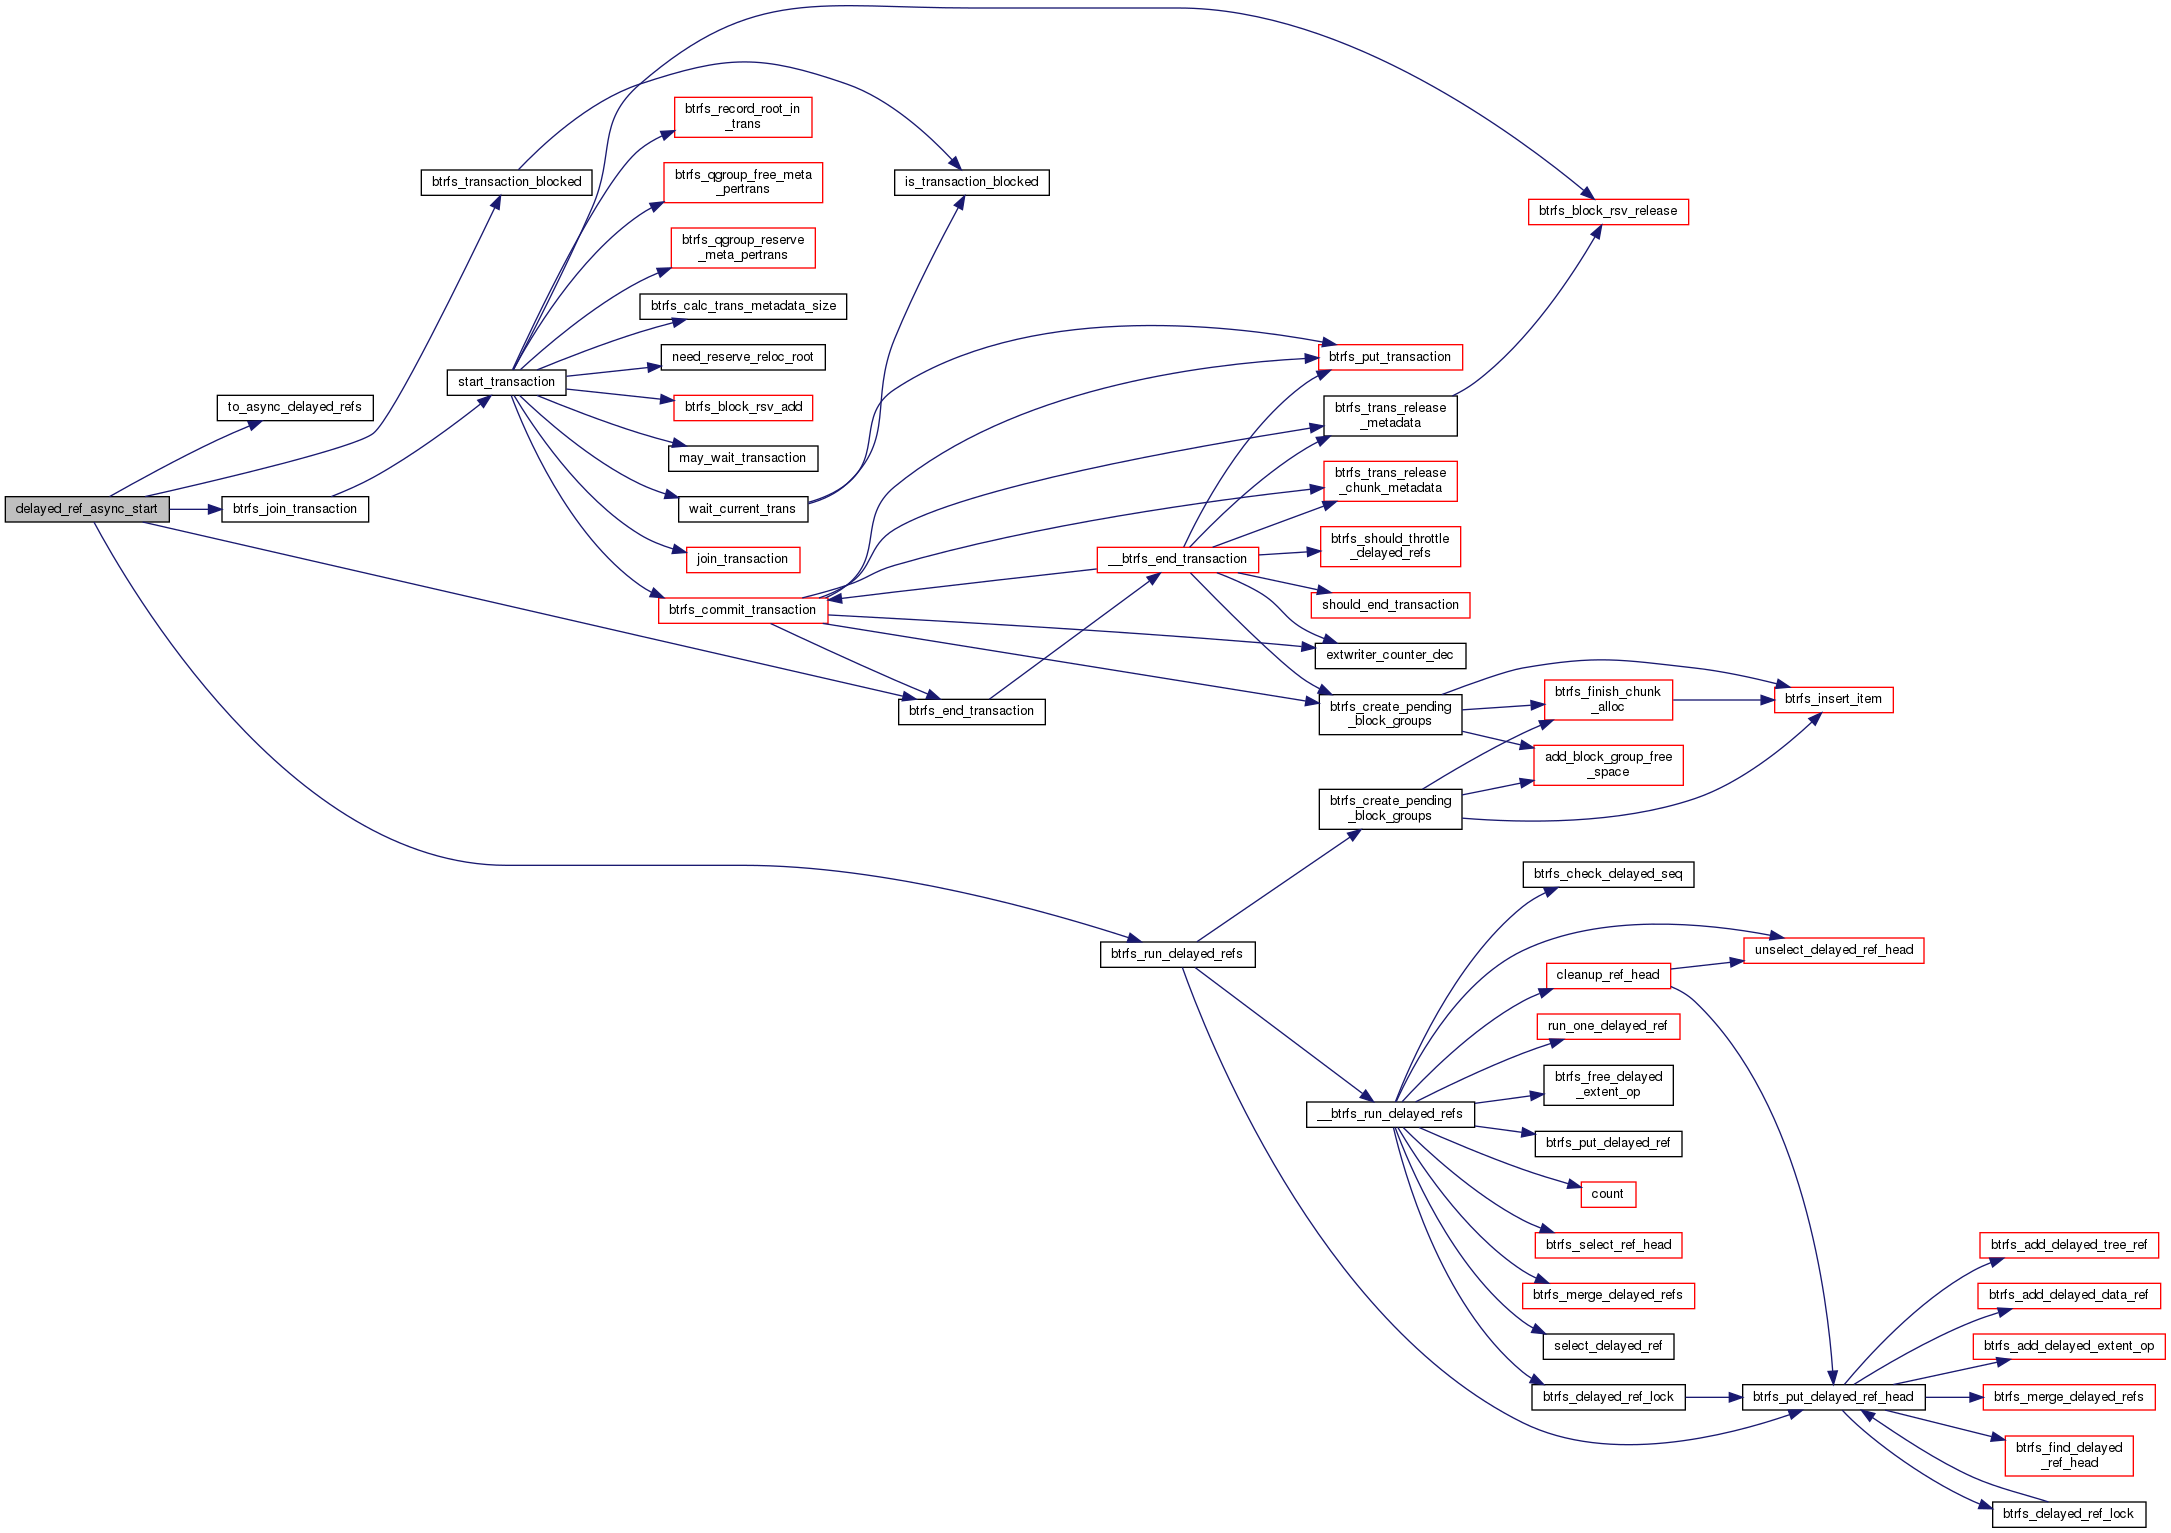 delayed_ref_async_start
to_async_delayed_refs
btrfs_join_transaction
btrfs_transaction_blocked
start_transaction
btrfs_record_root_in
_trans
btrfs_qgroup_free_meta
_pertrans
btrfs_qgroup_reserve
_meta_pertrans
btrfs_calc_trans_metadata_size
need_reserve_reloc_root
btrfs_block_rsv_add
may_wait_transaction
wait_current_trans
join_transaction
btrfs_commit_transaction
is_transaction_blocked
btrfs_end_transaction
__btrfs_end_transaction
btrfs_run_delayed_refs
btrfs_put_transaction
btrfs_trans_release
_metadata
btrfs_trans_release
_chunk_metadata
btrfs_should_throttle
_delayed_refs
should_end_transaction
extwriter_counter_dec
btrfs_create_pending
_block_groups
btrfs_create_pending
_block_groups
__btrfs_run_delayed_refs
btrfs_block_rsv_release
btrfs_finish_chunk
_alloc
add_block_group_free
_space
btrfs_insert_item
btrfs_check_delayed_seq
unselect_delayed_ref_head
cleanup_ref_head
run_one_delayed_ref
btrfs_free_delayed
_extent_op
btrfs_put_delayed_ref
count
btrfs_select_ref_head
btrfs_merge_delayed_refs
select_delayed_ref
btrfs_delayed_ref_lock
btrfs_put_delayed_ref_head
btrfs_add_delayed_tree_ref
btrfs_add_delayed_data_ref
btrfs_add_delayed_extent_op
btrfs_merge_delayed_refs
btrfs_find_delayed
_ref_head
btrfs_delayed_ref_lock